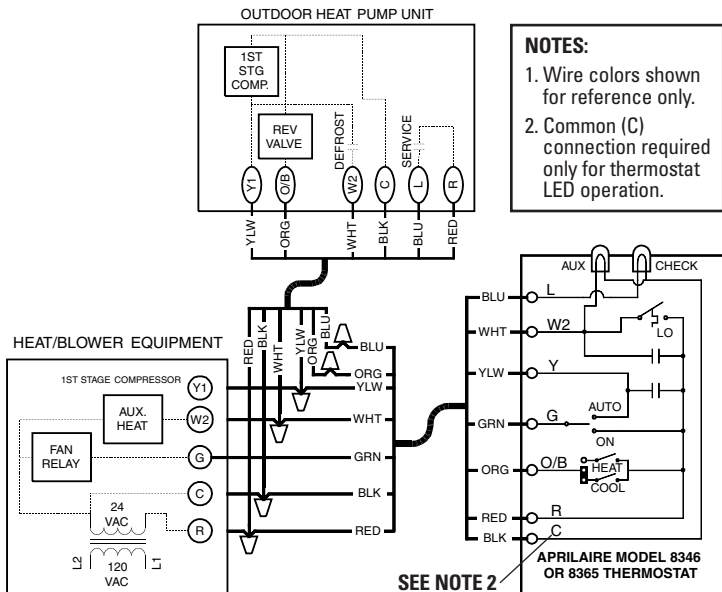 OUTDOOR HEAT PUMP UNIT
1ST
STG
COMP.
REV
VALVE
DEFROST
SERVICE
Y1
O/B
W2
C
L
R
YLW
ORG
WHT
BLK
BLU
RED
NOTES:
1. Wire colors shown
for reference only.
2. Common (C)
connection required
only for thermostat
LED operation.
HEAT/BLOWER EQUIPMENT
1ST STAGE COMPRESSOR
Y1
AUX.
HEAT
W2
FAN
RELAY
G
C
24
VAC
R
L2
120
VAC
L1
RED
BLK
WHT
YLW
ORG
BLU
BLU
ORG
YLW
WHT
GRN
BLK
RED
AUX
CHECK
BLU
L
WHT
W2
LO
YLW
Y
GRN
G
AUTO
ON
ORG
O/B
HEAT
COOL
RED
R
BLK
C
SEE NOTE 2
APRILAIRE MODEL 8346
OR 8365 THERMOSTAT